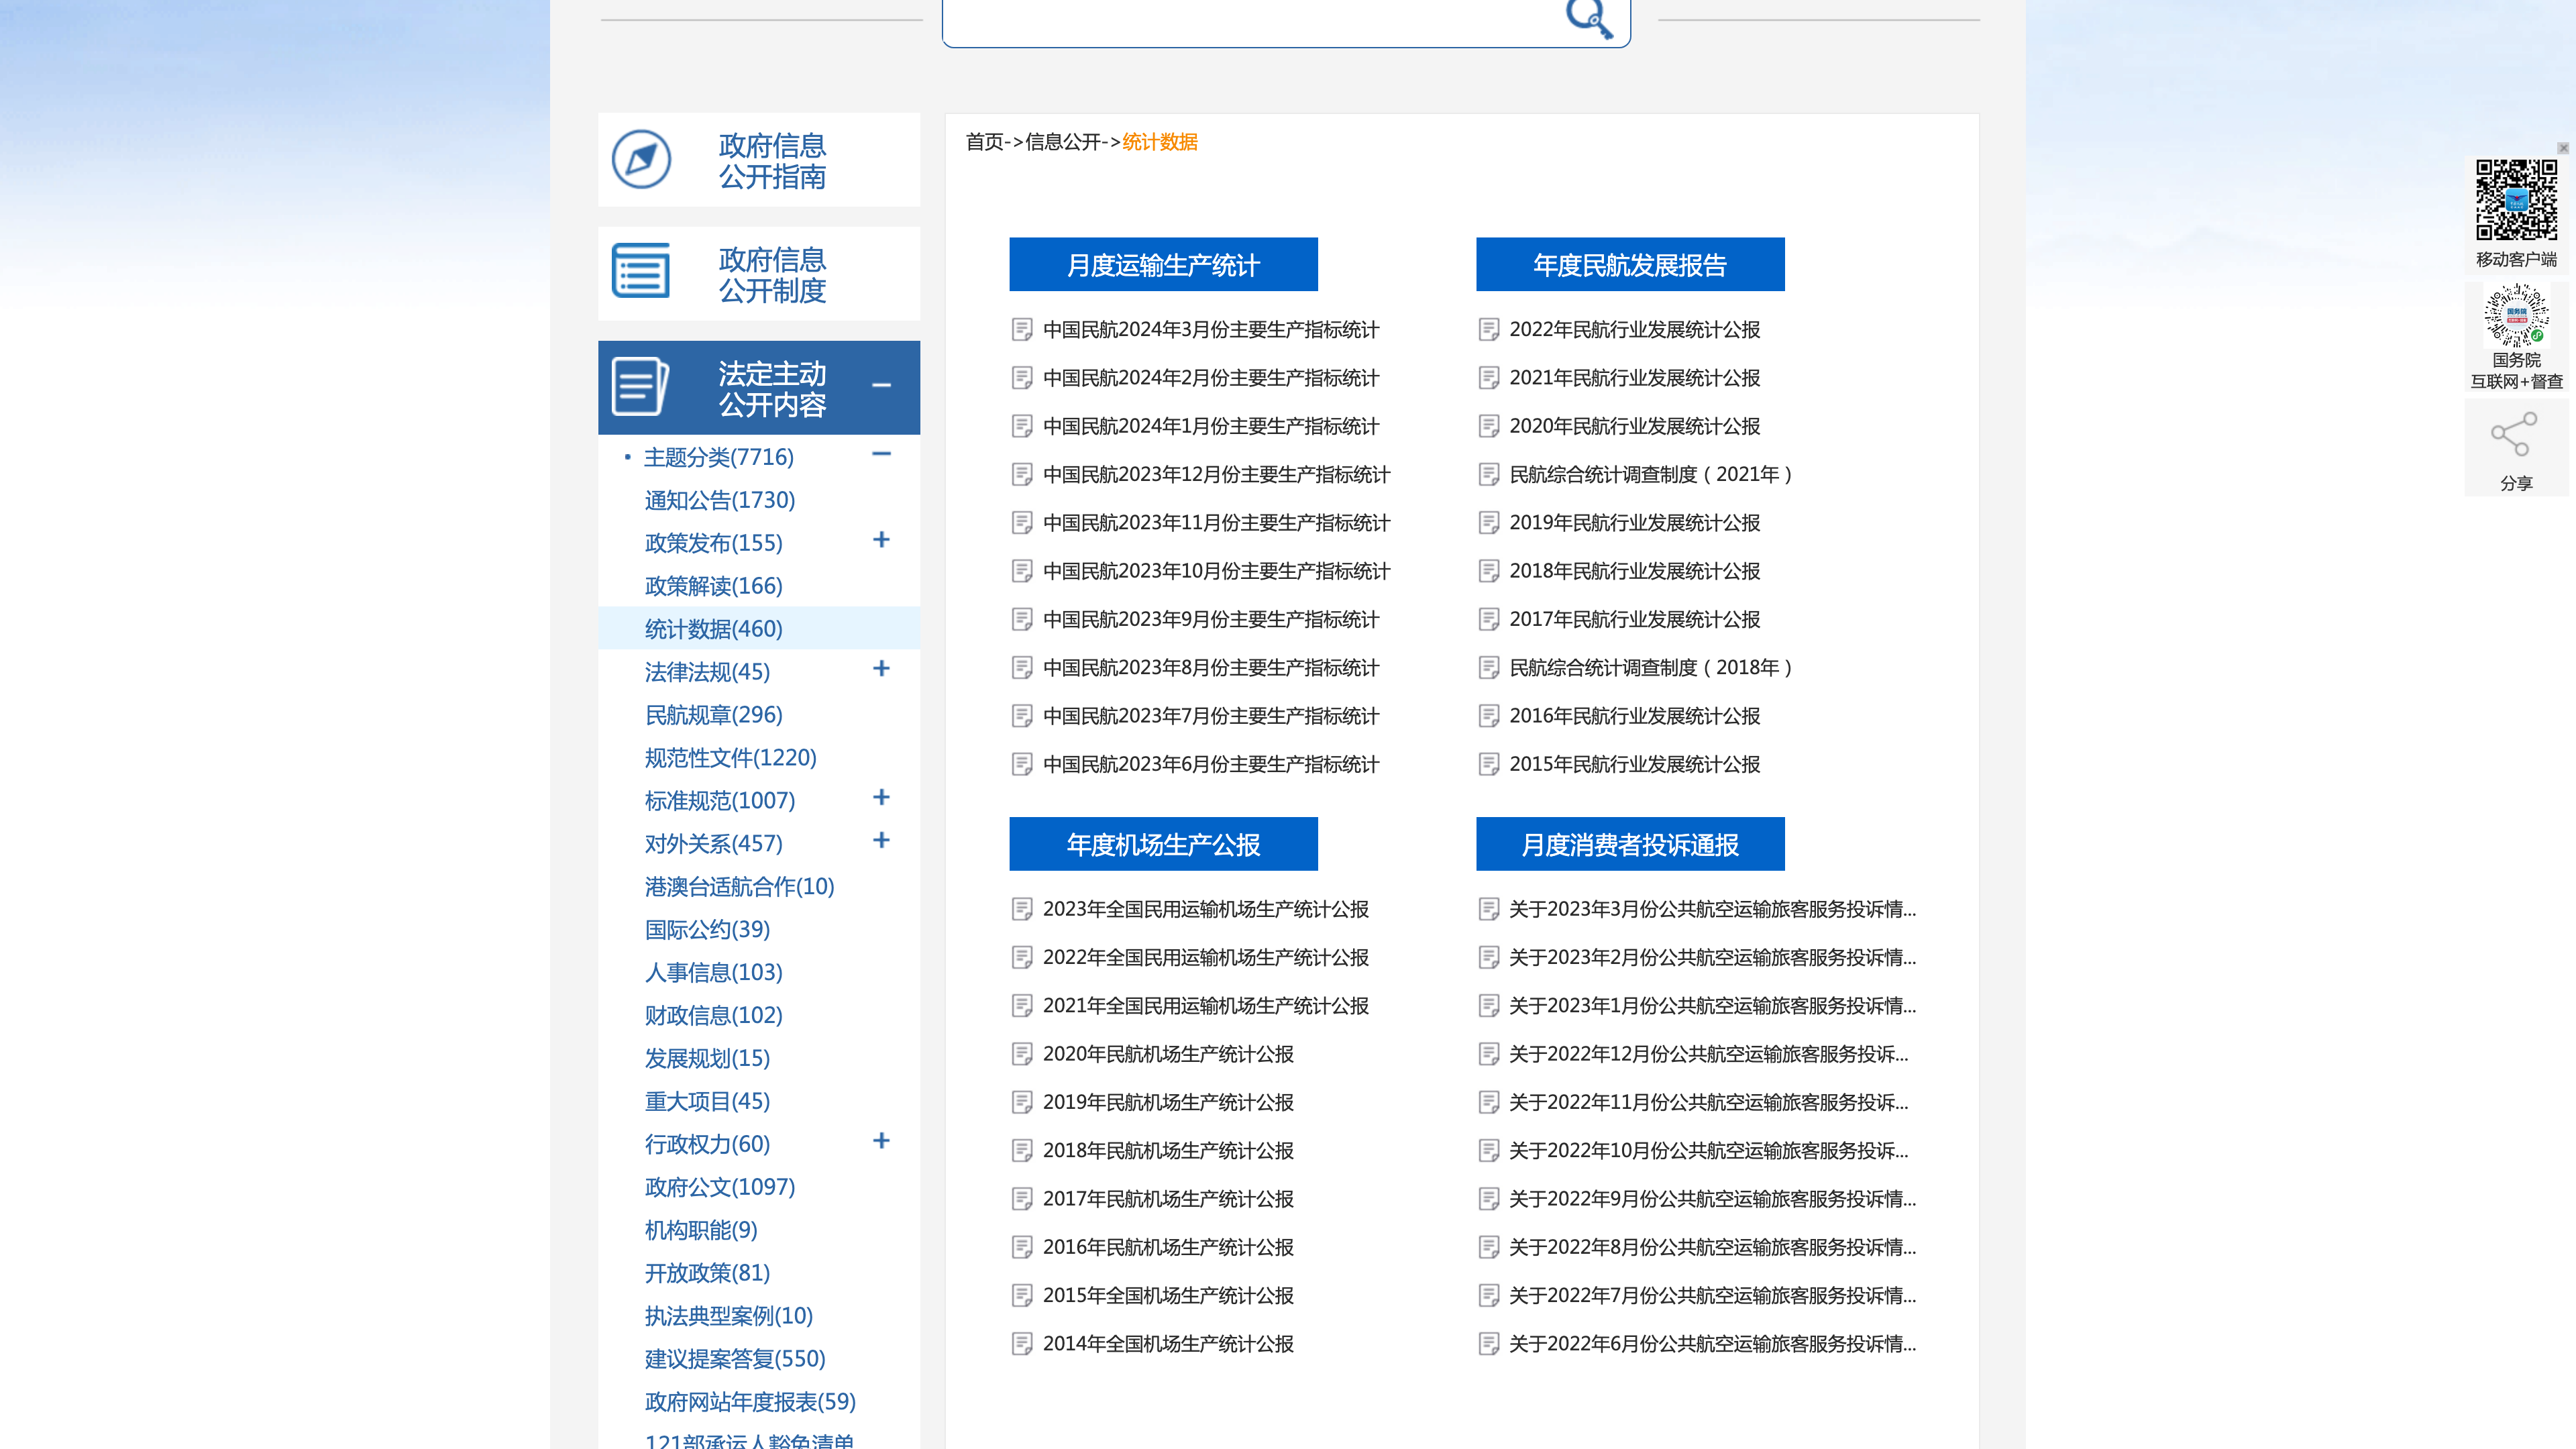 政府信息
公开指南
政府信息
公开制度
法定主动
公开内容
主题分类(7716)
通知公告(1730)
政策发布(155)
政策解读(166)
统计数据(460)
法律法规(45)
民航规章(296)
规范性文件(1220)
标准规范(1007)
对外关系(457)
港澳台适航合作(10)
国际公约(39)
人事信息(103)
财政信息(102)
发展规划(15)
重大项目(45)
行政权力(60)
政府公文(1097)
机构职能(9)
开放政策(81)
执法典型案例(10)
建议提案答复(550)
政府网站年度报表(59)
121部承运人豁免清单
首页->信息公开->统计数据
月度运输生产统计
中国民航2024年3月份主要生产指标统计
中国民航2024年2月份主要生产指标统计
中国民航2024年1月份主要生产指标统计
中国民航2023年12月份主要生产指标统计
中国民航2023年11月份主要生产指标统计
中国民航2023年10月份主要生产指标统计
中国民航2023年9月份主要生产指标统计
中国民航2023年8月份主要生产指标统计
中国民航2023年7月份主要生产指标统计
中国民航2023年6月份主要生产指标统计
年度民航发展报告
2022年民航行业发展统计公报
2021年民航行业发展统计公报
2020年民航行业发展统计公报
民航综合统计调查制度（2021年）
2019年民航行业发展统计公报
2018年民航行业发展统计公报
2017年民航行业发展统计公报
民航综合统计调查制度（2018年）
2016年民航行业发展统计公报
2015年民航行业发展统计公报
年度机场生产公报
2023年全国民用运输机场生产统计公报
2022年全国民用运输机场生产统计公报
2021年全国民用运输机场生产统计公报
2020年民航机场生产统计公报
2019年民航机场生产统计公报
2018年民航机场生产统计公报
2017年民航机场生产统计公报
2016年民航机场生产统计公报
2015年全国机场生产统计公报
2014年全国机场生产统计公报
月度消费者投诉通报
关于2023年3月份公共航空运输旅客服务投诉情...
关于2023年2月份公共航空运输旅客服务投诉情...
关于2023年1月份公共航空运输旅客服务投诉情...
关于2022年12月份公共航空运输旅客服务投诉...
关于2022年11月份公共航空运输旅客服务投诉...
关于2022年10月份公共航空运输旅客服务投诉...
关于2022年9月份公共航空运输旅客服务投诉情...
关于2022年8月份公共航空运输旅客服务投诉情...
关于2022年7月份公共航空运输旅客服务投诉情...
关于2022年6月份公共航空运输旅客服务投诉情...
移动客户端
国务院
国务院
互联网+督查
分享